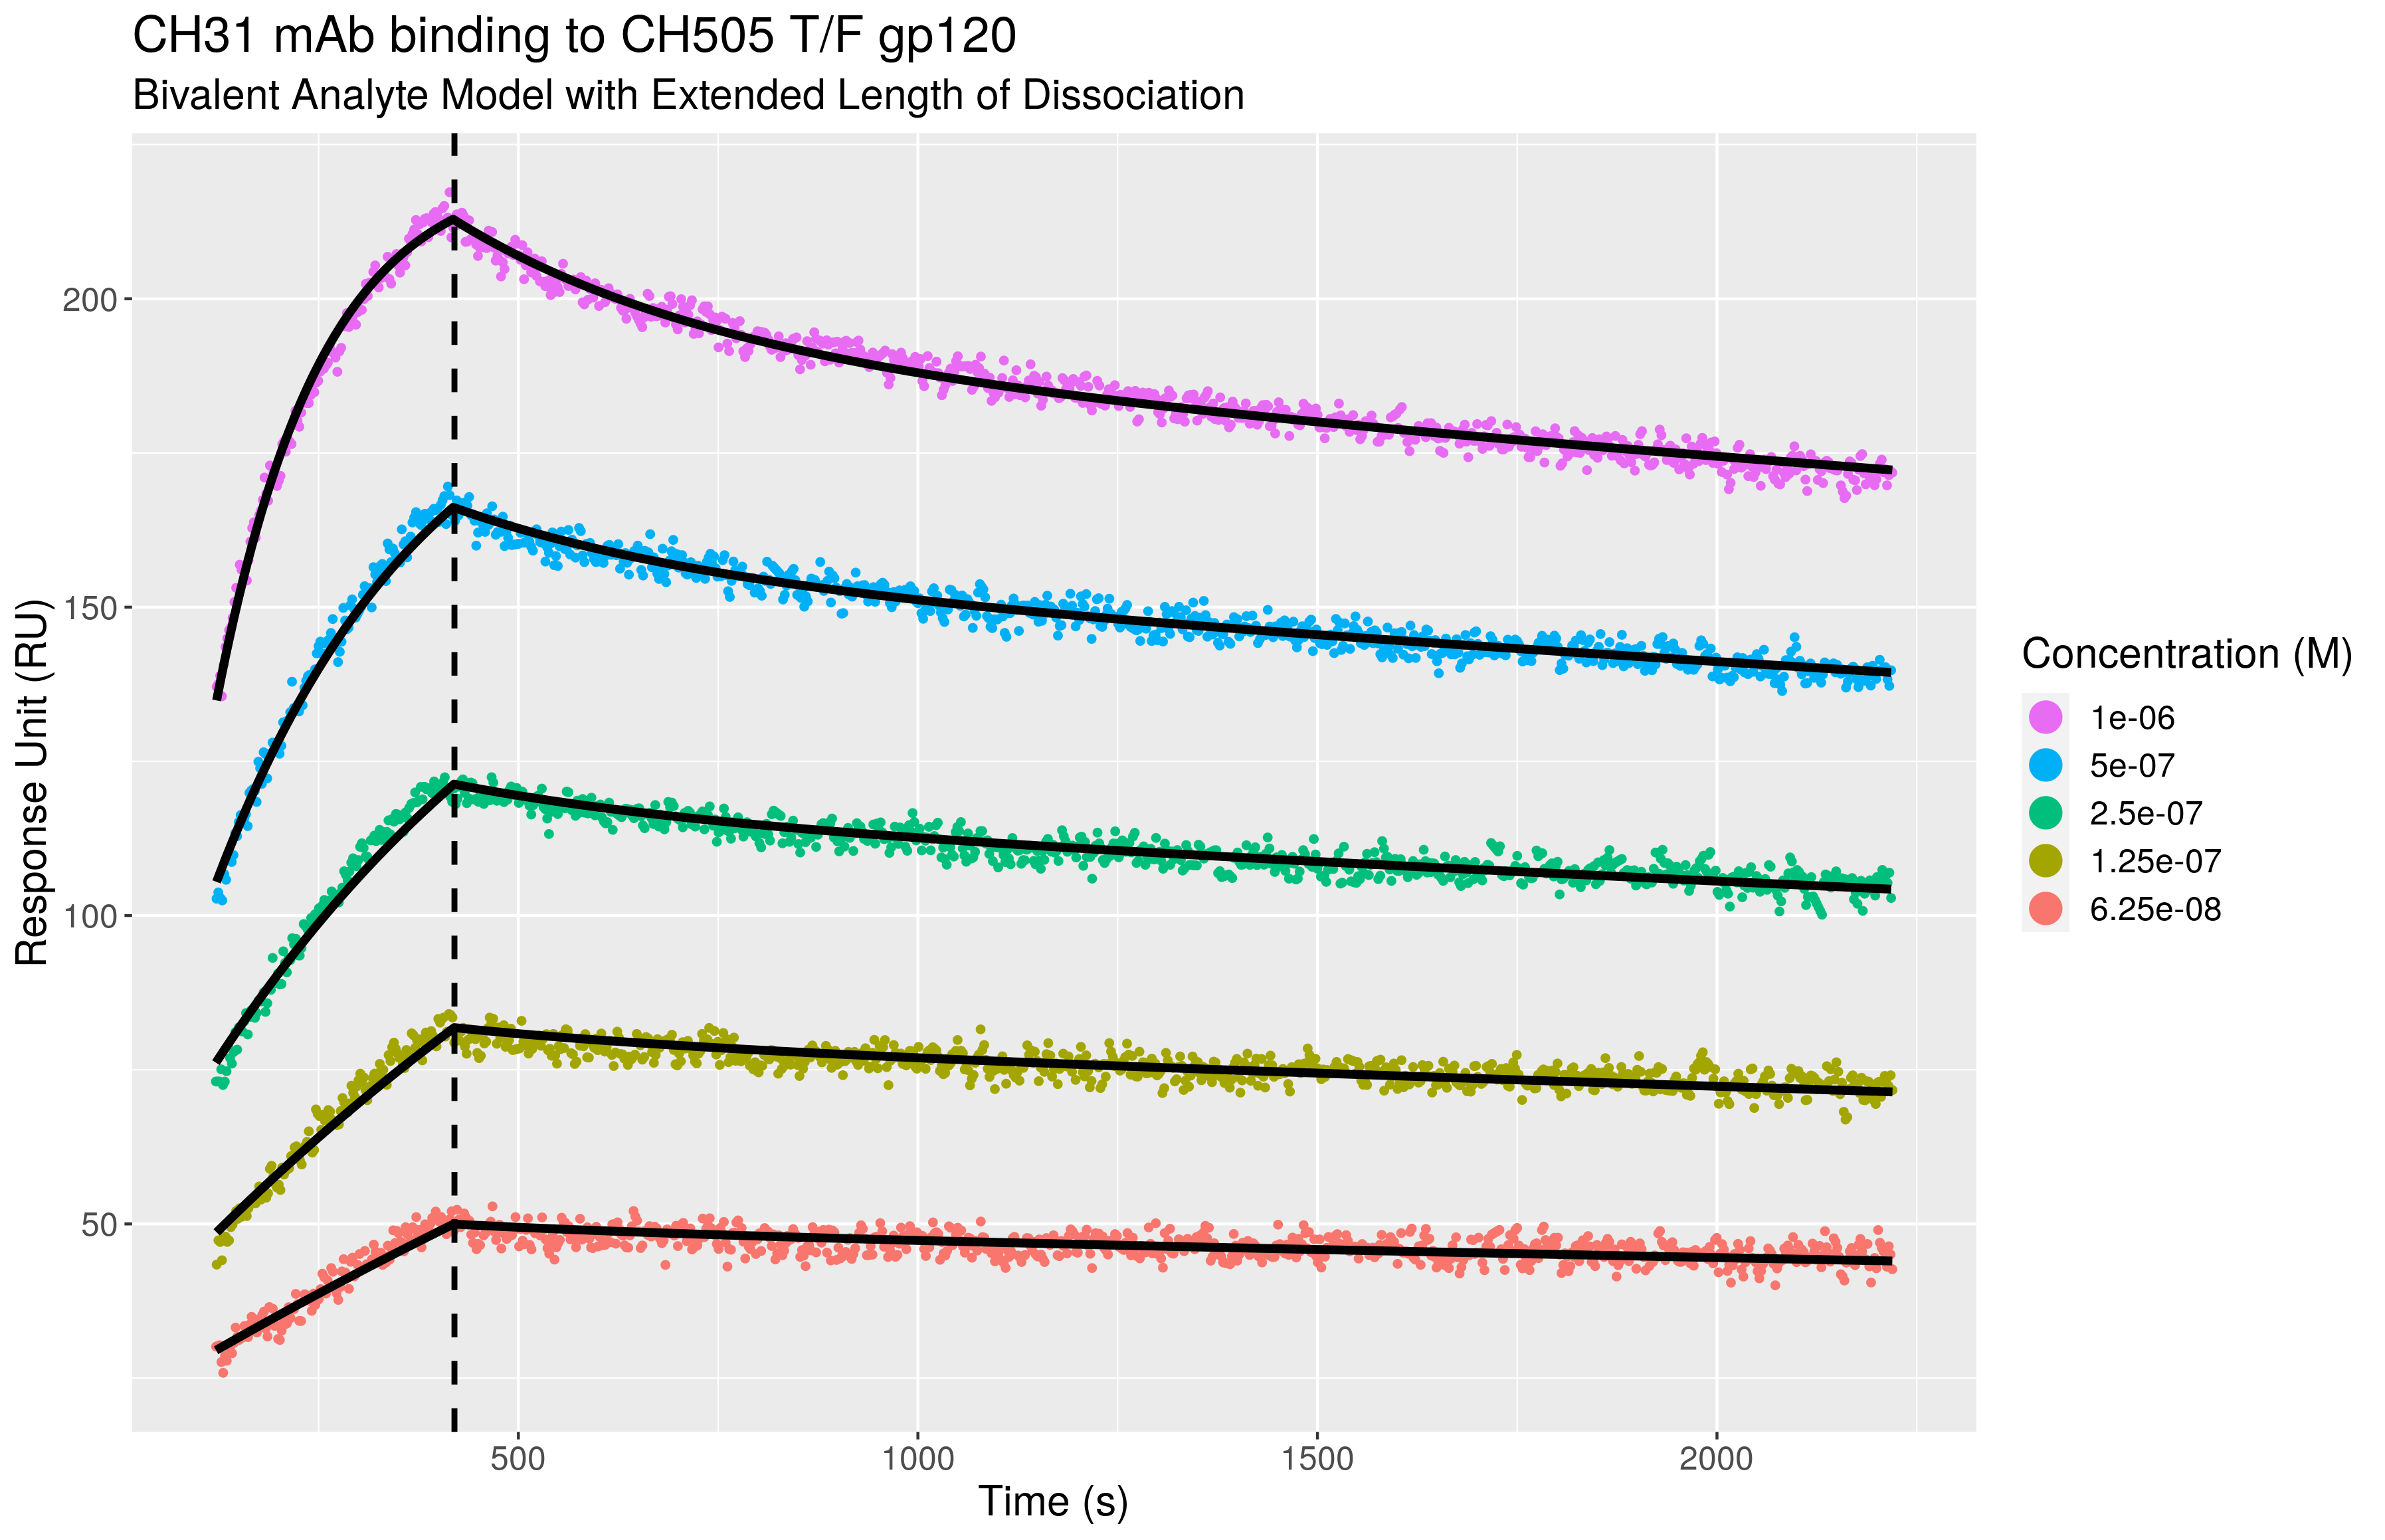 CH31 mAb binding to CH505 T/F gp120
Bivalent Analyte Model with Extended Length of Dissociation
Response Unit (RU)
200
150
100
50
500
1000
1500
2000
Time (s)
Concentration (M)
1e-06
5e-07
2.5e-07
1.25e-07
6.25e-08